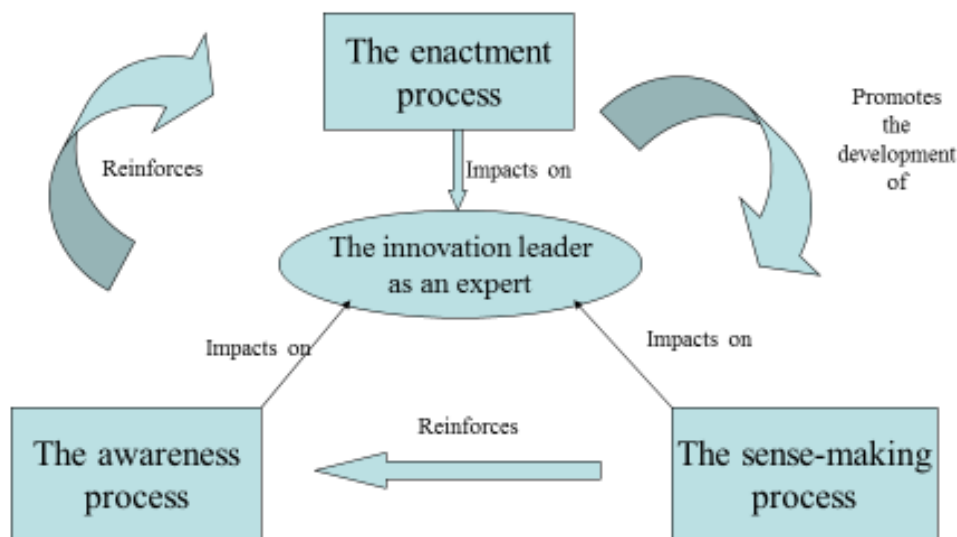 The enactment
process
Promotes
the
development
of
Reinforces
Impacts on
The innovation leader
as an expert
Impacts on
Impacts on
Reinforces
The awareness
process
The sense-making
process